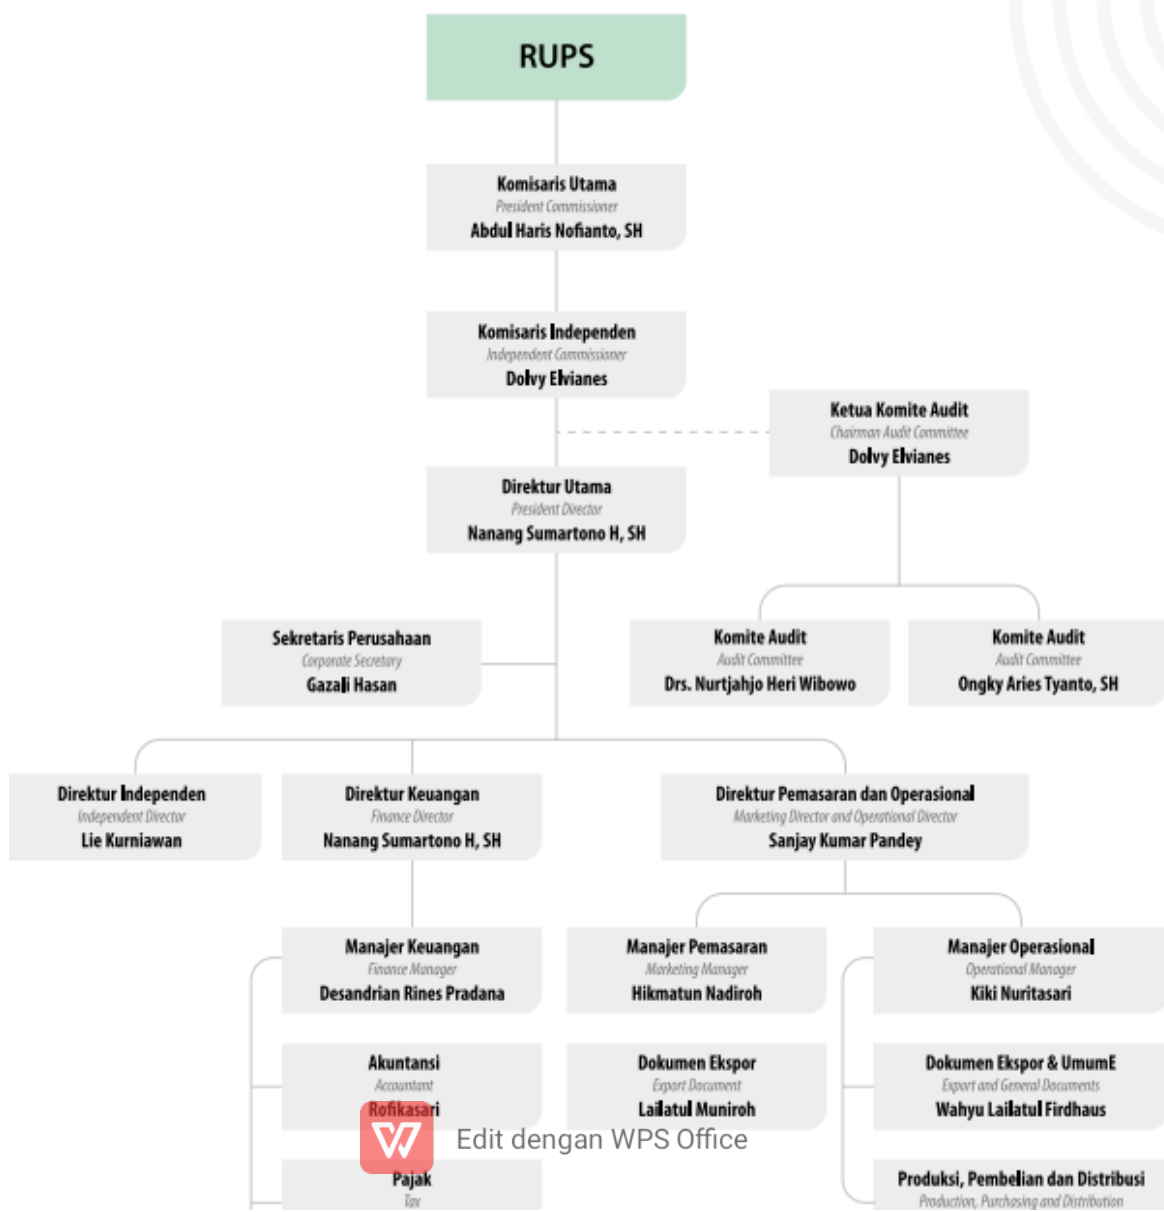 RUPS
Komisaris Utama
President Commissioner
Abdul Haris Nofianto, SH
Komisaris Independen
Independent Commissioner
Dolvy Elvianes
Ketua Komite Audit
Chairman Audit Committee
Dolvy Elvianes
Direktur Utama
President Director
Nanang Sumartono H, SH
Sekretaris Perusahaan
Corporate Secretary
Gazali Hasan
Komite Audit
Audit Committee
Drs. Nurtjahjo Heri Wibowo
Komite Audit
Audit Committee
Ongky Aries Tyanto, SH
Direktur Independen
Independent Director
Lie Kurniawan
Direktur Keuangan
Finance Director
Nanang Sumartono H, SH
Direktur Pemasaran dan Operasional
Marketing Director and Operational Director
Sanjay Kumar Pandey
Manajer Keuangan
Finance Manager
Desandrian Rines Pradana
Manajer Pemasaran
Marketing Manager
Hikmatun Nadiroh
Manajer Operasional
Operational Manager
Kiki Nuritasari
Akuntansi
Accountant
Rofikasari
Dokumen Ekspor
Export Document
Lailatul Muniroh
Dokumen Ekspor & UmumE
Export and General Documents
Wahyu Lailatul Firdhaus
Edit dengan WPS Office
Pajak
Tax
Produksi, Pembelian dan Distribusi
Production, Purchasing and Distribution